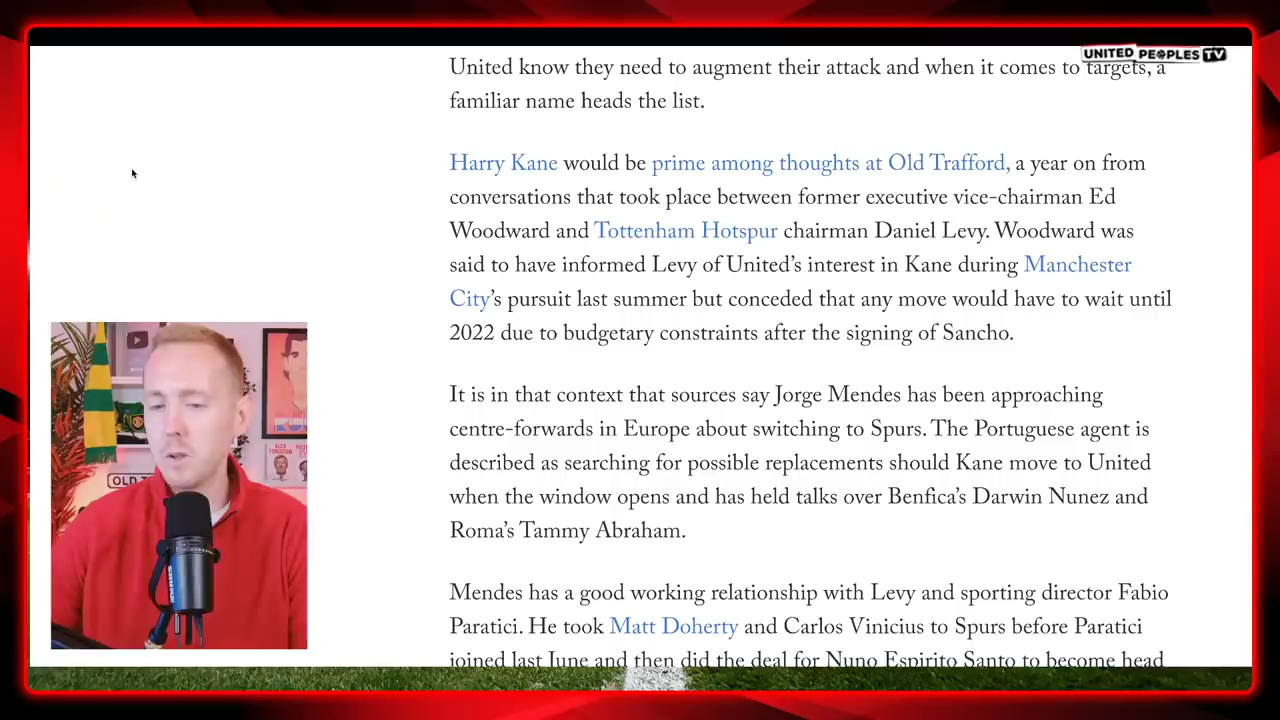 UNITED PEOPLES TV
United know they need to augment their attack and when it comes to targets, a
familiar name heads the list.
Harry Kane would be prime among thoughts at Old Trafford, a year on from
conversations that took place between former executive vice-chairman Ed
Woodward and Tottenham Hotspur chairman Daniel Levy. Woodward was
said to have informed Levy of United’s interest in Kane during Manchester
City’s pursuit last summer but conceded that any move would have to wait until
2022 due to budgetary constraints after the signing of Sancho.
It is in that context that sources say Jorge Mendes has been approaching
centre-forwards in Europe about switching to Spurs. The Portuguese agent is
described as searching for possible replacements should Kane move to United
when the window opens and has held talks over Benfica’s Darwin Nunez and
Roma’s Tammy Abraham.
Mendes has a good working relationship with Levy and sporting director Fabio
Paratici. He took Matt Doherty and Carlos Vinicius to Spurs before Paratici
joined last June and then did the deal for Nuno Espirito Santo to become head
OLD
SHURE